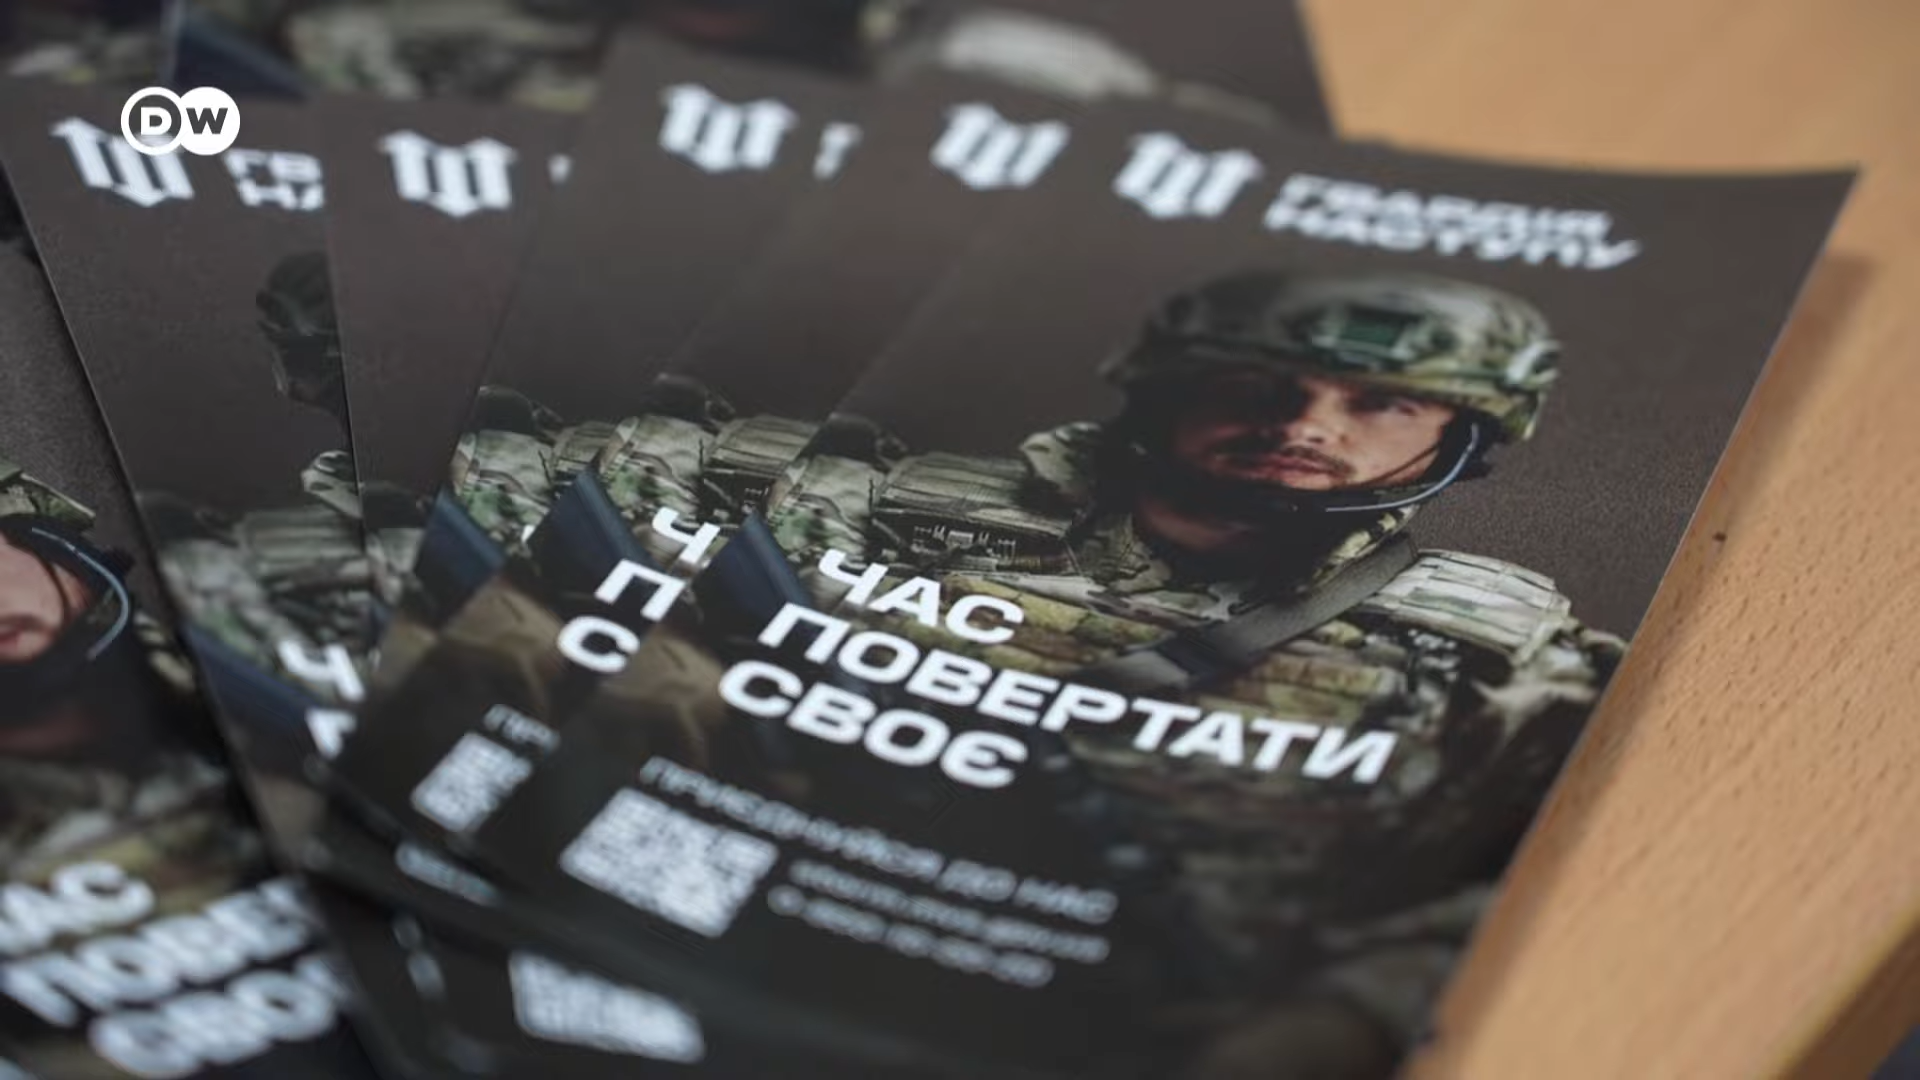 DW
ГВАРДІЯ
НАСТУПУ
ЧАС
ПОВЕРТАТИ
СВОЄ
ПРИЄДНУЙСЯ ДО НАС